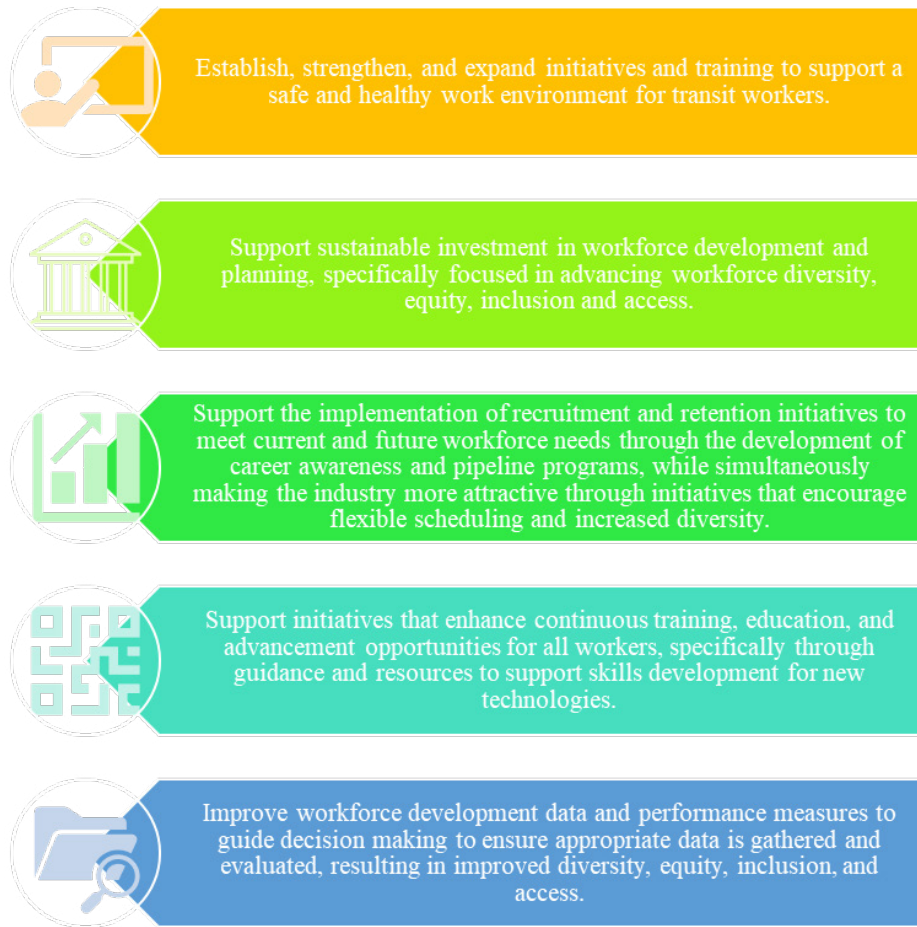 Establish, strengthen, and expand initiatives and training to support a
safe and healthy work environment for transit workers.
Support sustainable investment in workforce development and
planning, specifically focused in advancing workforce diversity,
equity, inclusion and access.
Support the implementation of recruitment and retention initiatives to
meet current and future workforce needs through the development of
career awareness and pipeline programs, while simultaneously
making the industry more attractive through initiatives that encourage
flexible scheduling and increased diversity.
Support initiatives that enhance continuous training, education, and
advancement opportunities for all workers, specifically through
guidance and resources to support skills development for new
technologies.
Improve workforce development data and performance measures to
guide decision making to ensure appropriate data is gathered and
evaluated, resulting in improved diversity, equity, inclusion, and
access.